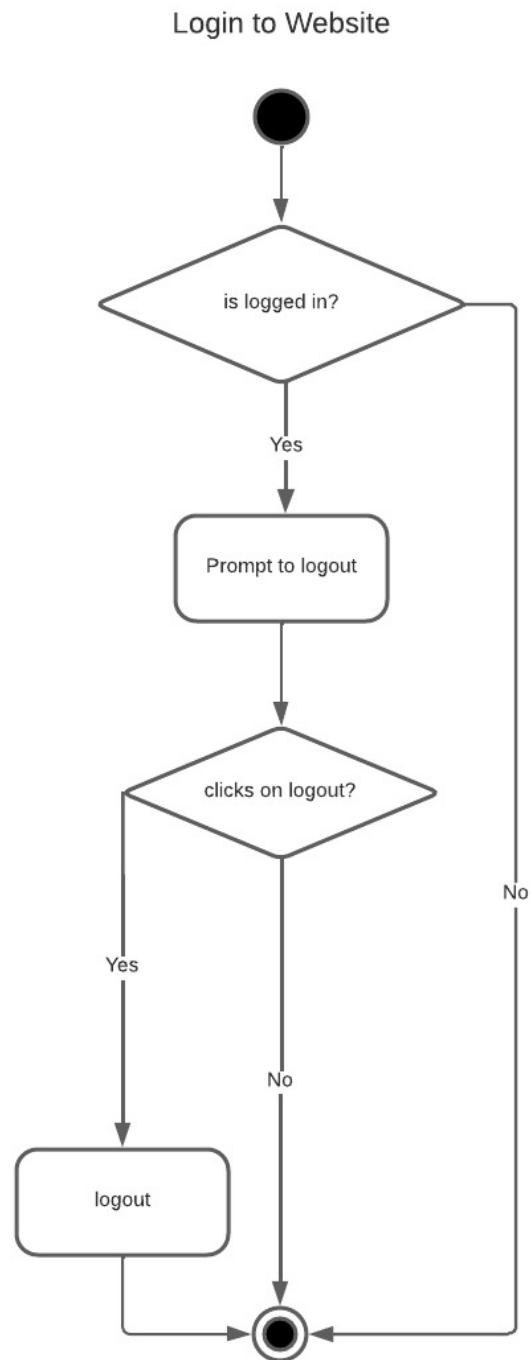 Login to Website
is logged in?
Yes
Prompt to logout
clicks on logout?
No
Yes
No
logout